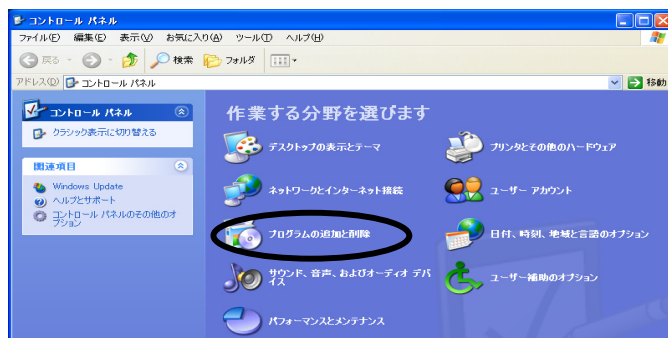 コントロール パネル
ファイル(F) 編集(E) 表示(V) お気に入り(A) ツール(T) ヘルプ(H)
戻る 検索 フォルダ
アドレス(D) コントロール パネル 移動
コントロール パネル
クラシック表示に切り替える
関連項目
Windows Update
ヘルプとサポート
コントロール パネルのその他のオ
プション
作業する分野を選びます
デスクトップの表示とテーマ
プリンタとその他のハードウェア
ネットワークとインターネット接続
ユーザー アカウント
プログラムの追加と削除
日付、時刻、地域と言語のオプション
サウンド、音声、およびオーディオ デバ
イス
ユーザー補助のオプション
パフォーマンスとメンテナンス